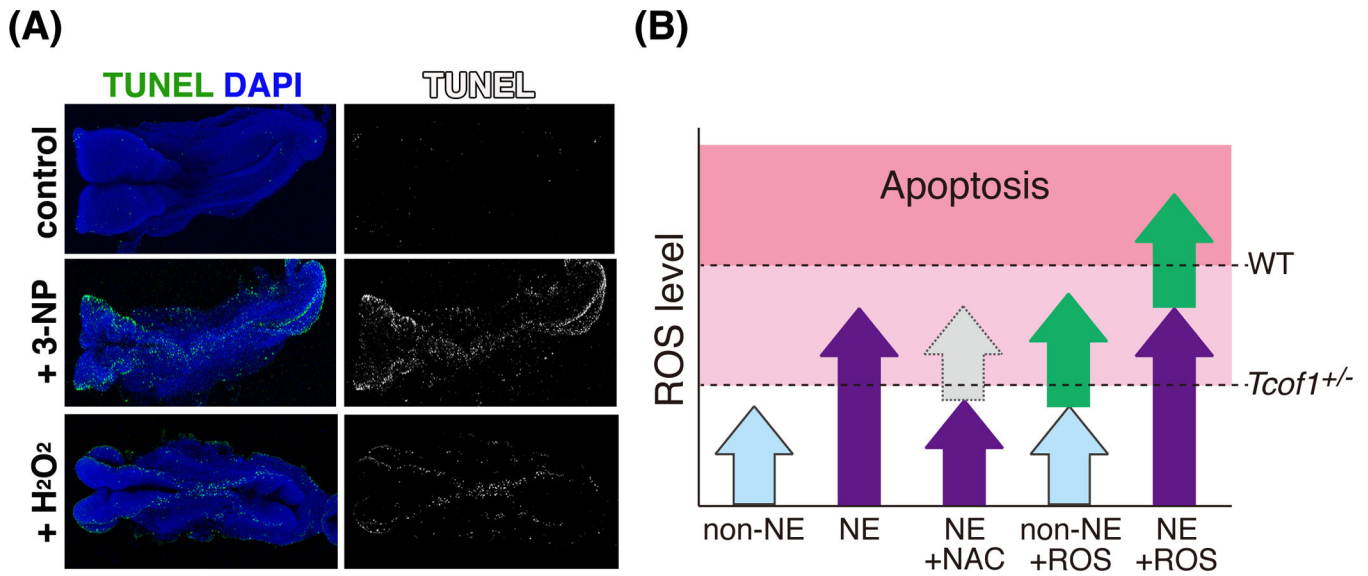 (A)
TUNEL DAPI
TUNEL
control
+ 3-NP
+ H2O2
(B)
ROS level
Apoptosis
WT
Tcof1+/-
non-NE
NE
NE
+NAC
non-NE
+ROS
NE
+ROS